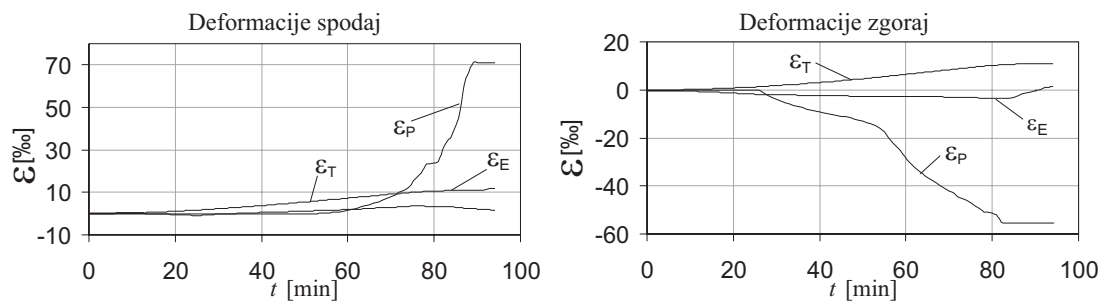 Deformacije spodaj
ε[‰]
70
50
30
10
-10
0 20 40 60 80 100
t [min]
εP
εT
εE
Deformacije zgoraj
ε[‰]
20
0
-20
-40
-60
0 20 40 60 80 100
t [min]
εT
εE
εP